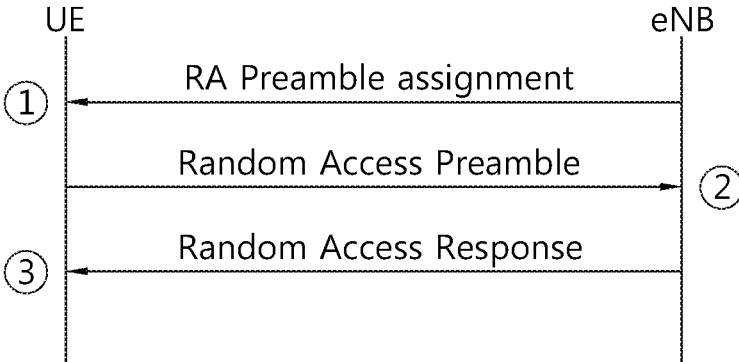 UE eNB
RA Preamble assignment
①
Random Access Preamble
②
Random Access Response
③